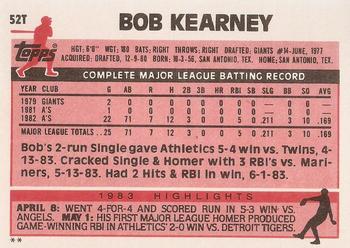 52T
BOB KEARNEY
Topps
HGT: 6'0" WGT: 180 BATS: RIGHT THROWS: RIGHT DRAFTED: GIANTS #14-JUNE, 1977
ACQUIRED: DRAFTED, 12-9-80 BORN: 10-3-56, SAN ANTONIO, TEX. HOME: SAN ANTONIO, TEX.
COMPLETE MAJOR LEAGUE BATTING RECORD
YEAR CLUB G AB R H 2B 3B HR RBI SB SLG BB SO AVG
1979 GIANTS 2 0 0 0 0 0 0 0 0 .000 0 0 .000
1981 A'S 1 0 0 0 0 0 0 0 0 .000 0 0 .000
1982 A'S 22 71 7 12 3 0 0 5 0 .211 3 10 .169
MAJOR LEAGUE TOTALS 25 71 7 12 3 0 0 5 0 .211 3 10 .169
Bob's 2-run Single gave Athletics 5-4 win vs. Twins,
4-13-83. Cracked Single & Homer with 3 RBI's vs. Mari-
ners, 5-13-83. Had 2 Hits & RBI in win, 6-1-83.
1983 HIGHLIGHTS
APRIL 8: WENT 4-FOR-4 AND SCORED RUN IN 5-3 WIN VS.
ANGELS. MAY 1: HIS FIRST MAJOR LEAGUE HOMER PRODUCED
GAME-WINNING RBI IN ATHLETICS' 2-0 WIN VS. DETROIT TIGERS.
**